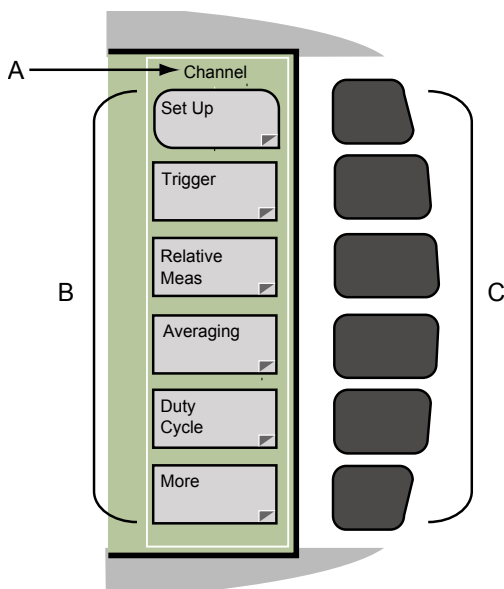 A
Channel
Set Up
Trigger
Relative
Meas
B
C
Averaging
Duty
Cycle
More